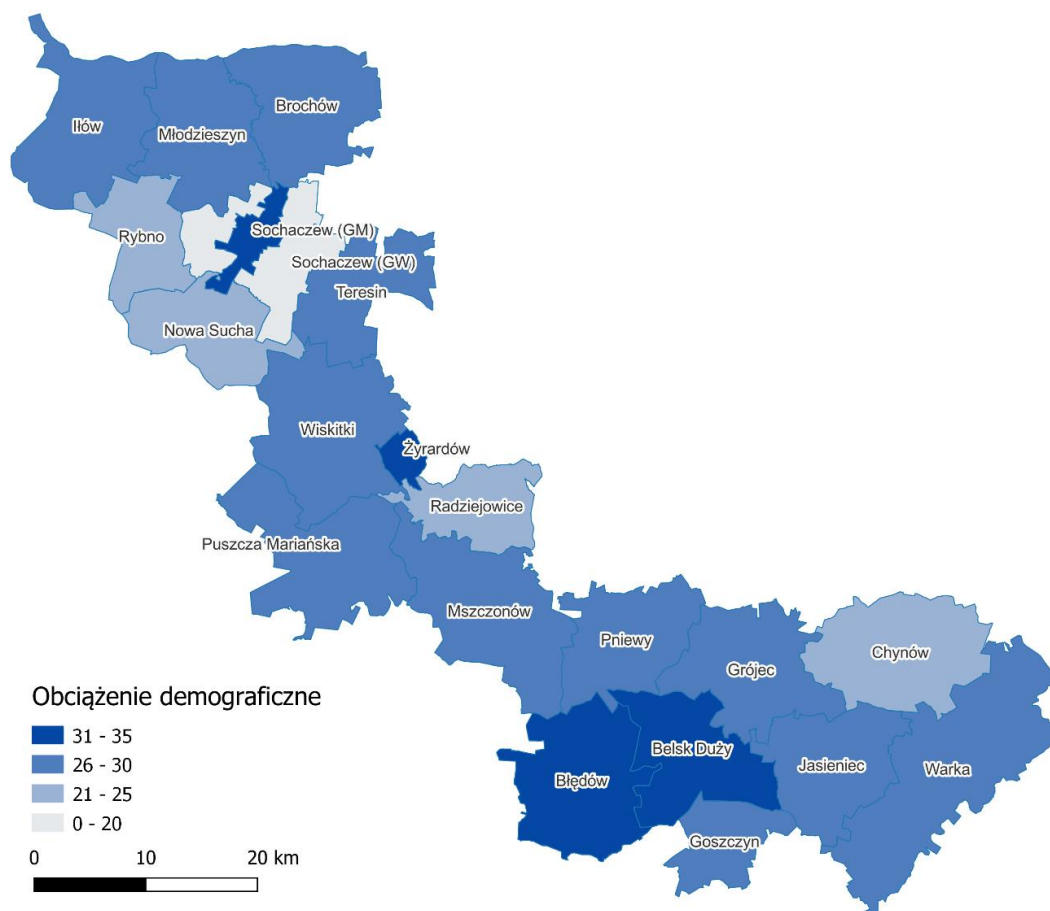 Brochów
Iłów
Młodzieszyn
Rybno
Sochaczew (GM)
Sochaczew (GW)
Teresin
Nowa Sucha
Wiskitki
Żyrardów
Radziejowice
Puszcza Mariańska
Mszczonów
Pniewy
Grójec
Chynów
Belsk Duży
Błędów
Jasieniec
Warka
Goszczyn
Obciążenie demograficzne
31 - 35
26 - 30
21 - 25
0 - 20
0 10 20 km